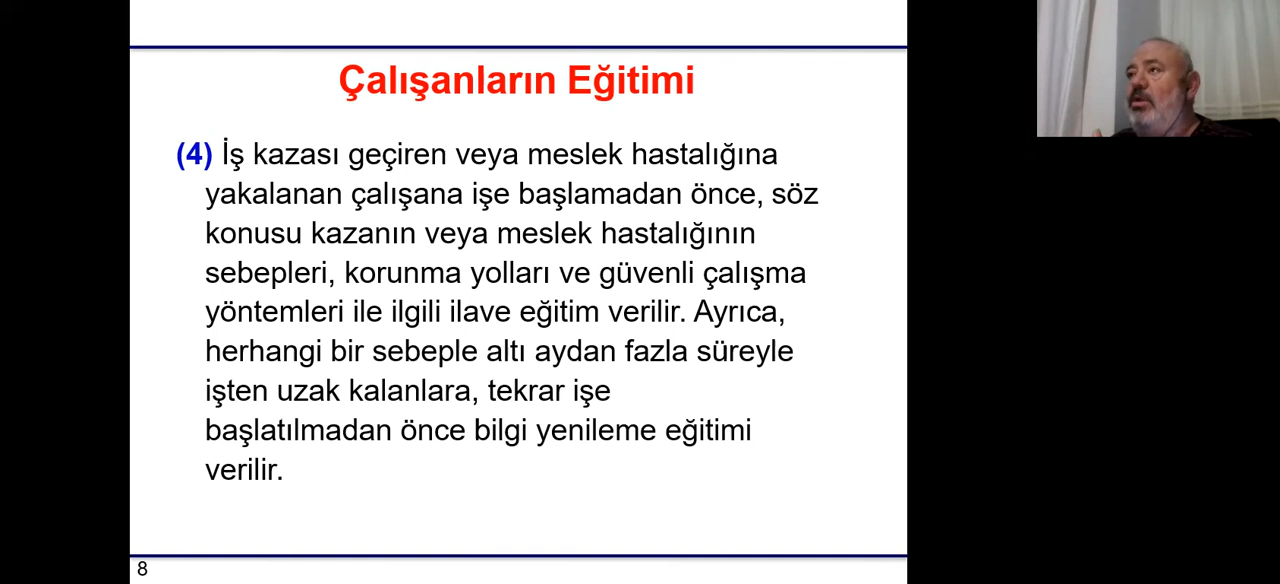 Çalışanların Eğitimi
(4) İş kazası geçiren veya meslek hastalığına
yakalanan çalışana işe başlamadan önce, söz
konusu kazanın veya meslek hastalığının
sebepleri, korunma yolları ve güvenli çalışma
yöntemleri ile ilgili ilave eğitim verilir. Ayrıca,
herhangi bir sebeple altı aydan fazla süreyle
işten uzak kalanlara, tekrar işe
başlatılmadan önce bilgi yenileme eğitimi
verilir.
8